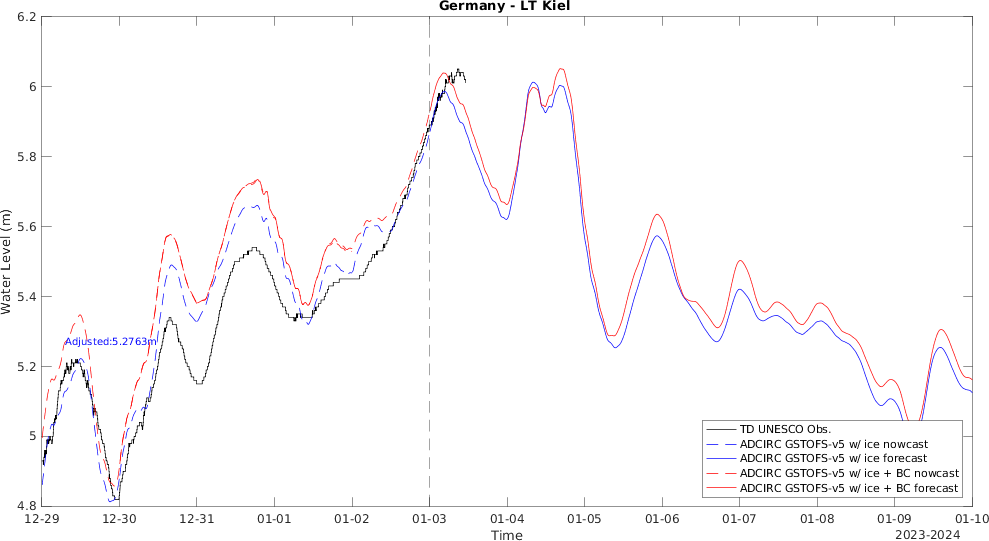 Germany - LT Kiel
6.2
6
5.8
5.6
5.4
5.2
5
4.8
Water Level (m)
Adjusted:5.2763m
TD UNESCO Obs.
ADCIRC GSTOFS-v5 w/ ice nowcast
ADCIRC GSTOFS-v5 w/ ice forecast
ADCIRC GSTOFS-v5 w/ ice + BC nowcast
ADCIRC GSTOFS-v5 w/ ice + BC forecast
12-29 12-30 12-31 01-01 01-02 01-03 01-04 01-05 01-06 01-07 01-08 01-09 01-10
Time
2023-2024